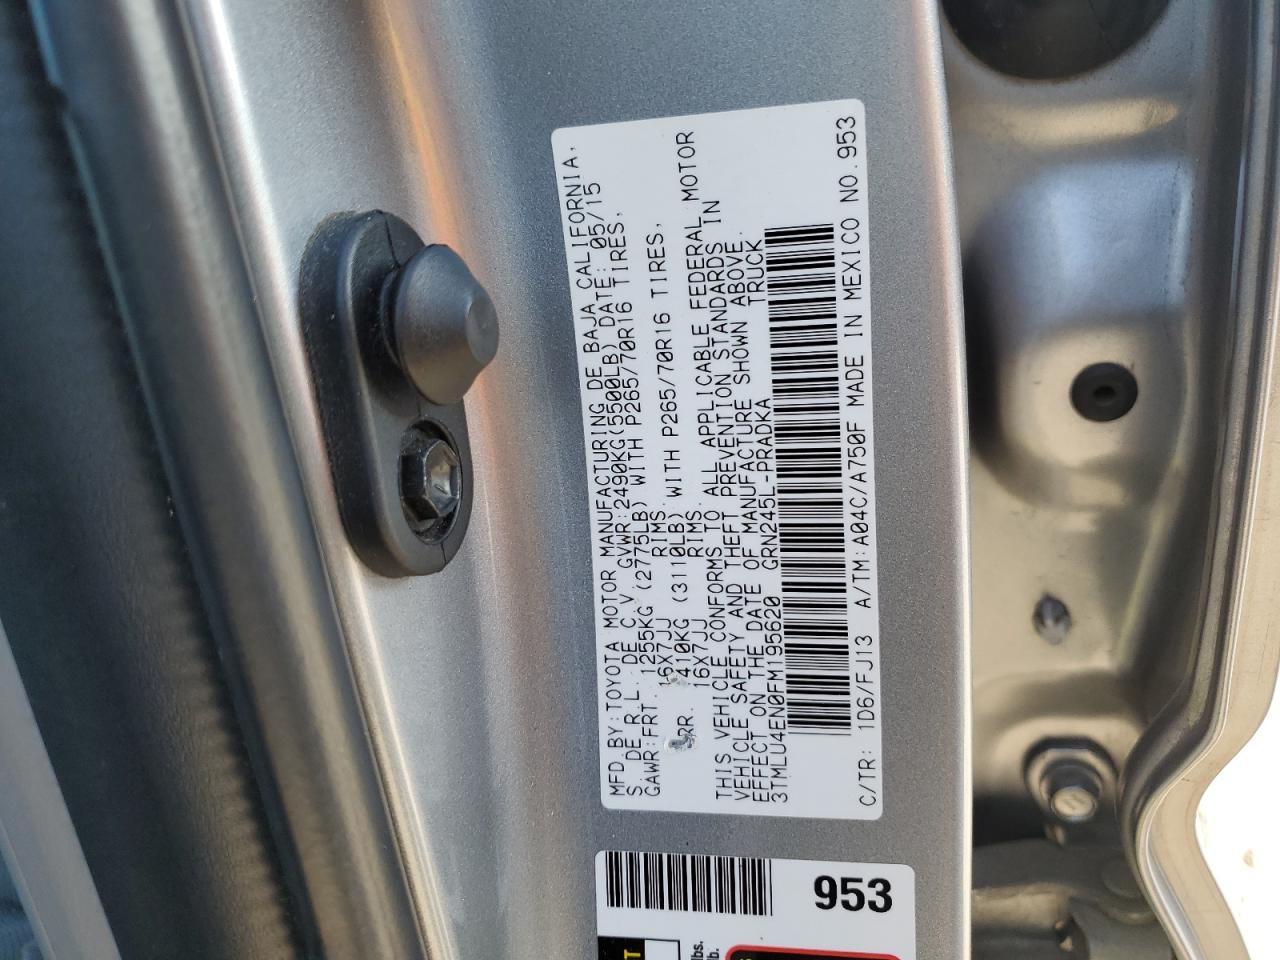 MFD BY:TOYOTA MOTOR MANUFACTURING DE BAJA CALIFORNIA,
S. DE R.L. DE C.V GVWR:2490KG(5500LB) DATE: 05/15
GAWR:FRT. 1255KG (2775LB) WITH P265/70R16 TIRES,
16X7JJ RIMS
RR. 1410KG (3110LB) WITH P265/70R16 TIRES,
16X7JJ RIMS
THIS VEHICLE CONFORMS TO ALL APPLICABLE FEDERAL MOTOR
VEHICLE SAFETY AND THEFT PREVENTION STANDARDS IN
EFFECT ON THE DATE OF MANUFACTURE SHOWN ABOVE.
3TMLU4EN0FM195620 GRN245L-PRADKA TRUCK
C/TR: 1D6/FJ13 A/TM:A04C/A750F MADE IN MEXICO NO.953
953
lbs.
lb.